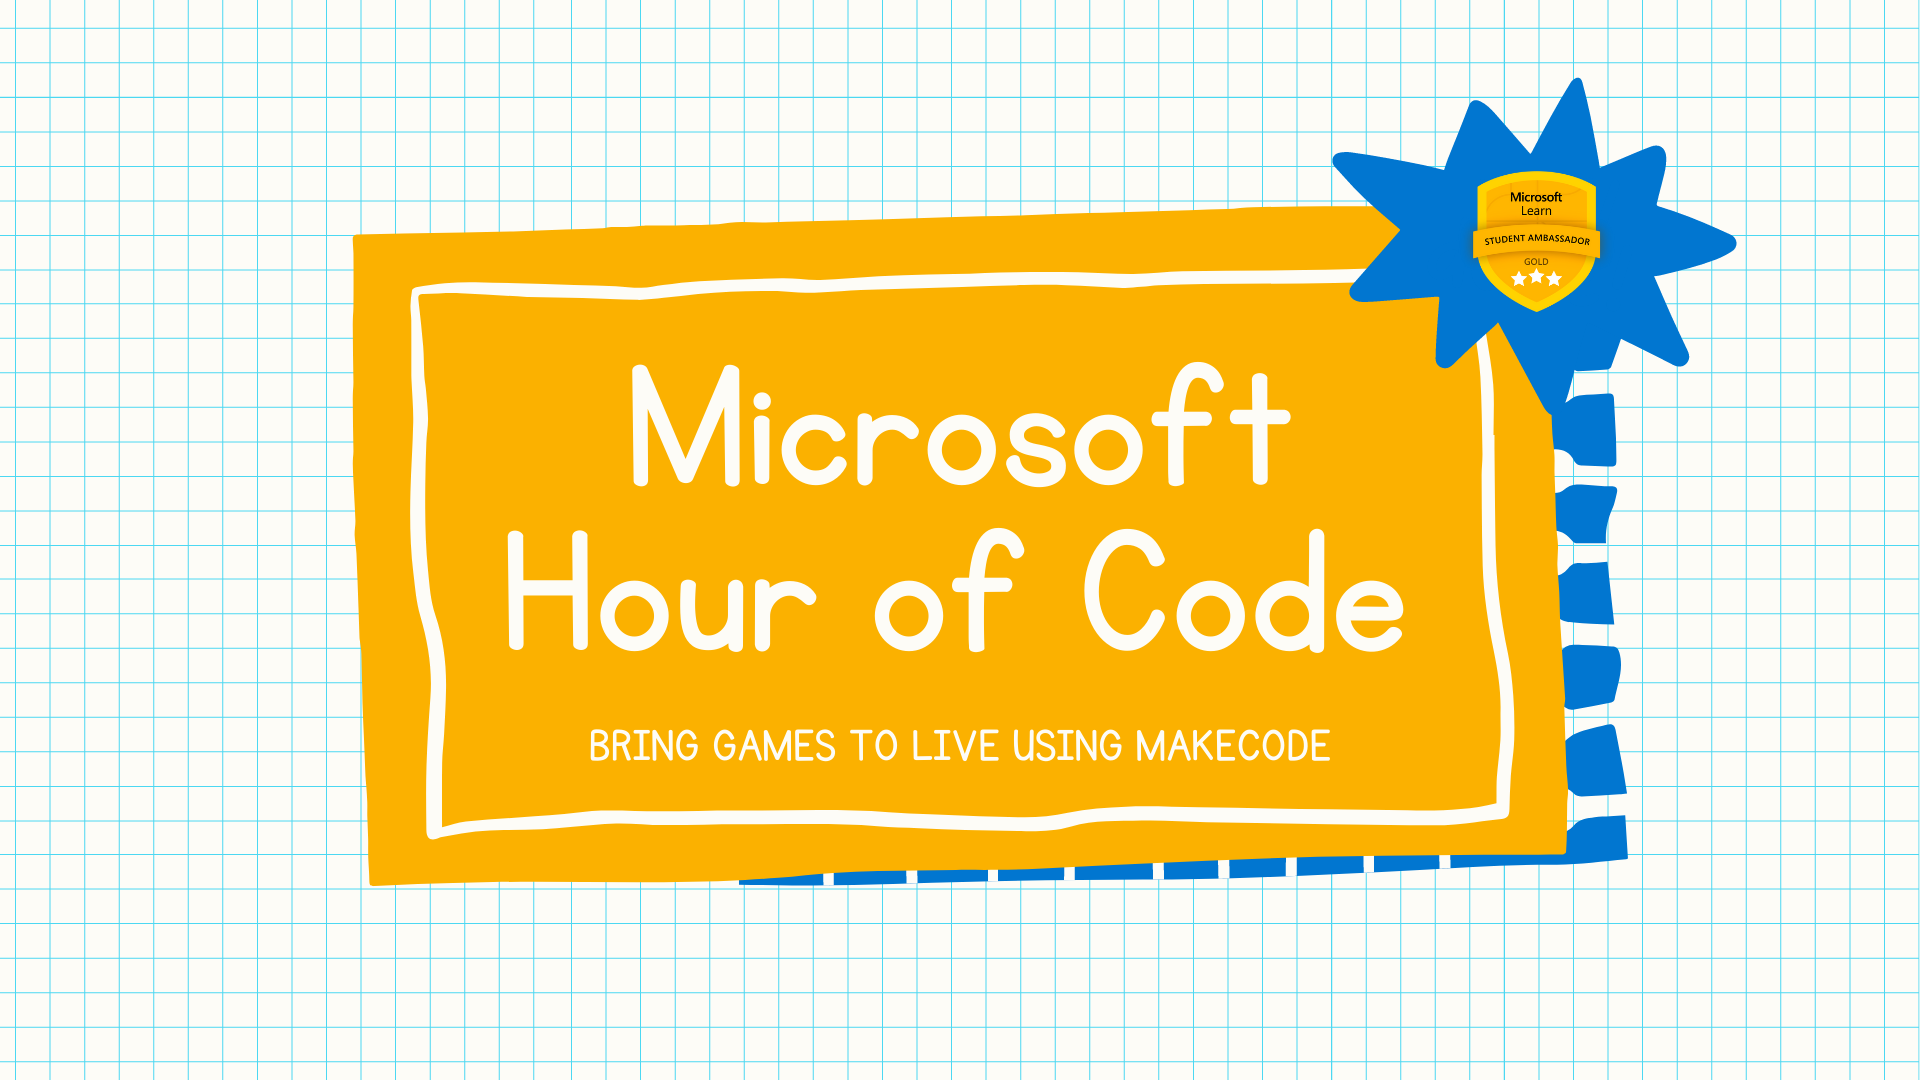 Microsoft
Learn
STUDENT AMBASSADOR
GOLD
Microsoft
Hour of Code
BRING GAMES TO LIVE USING MAKECODE